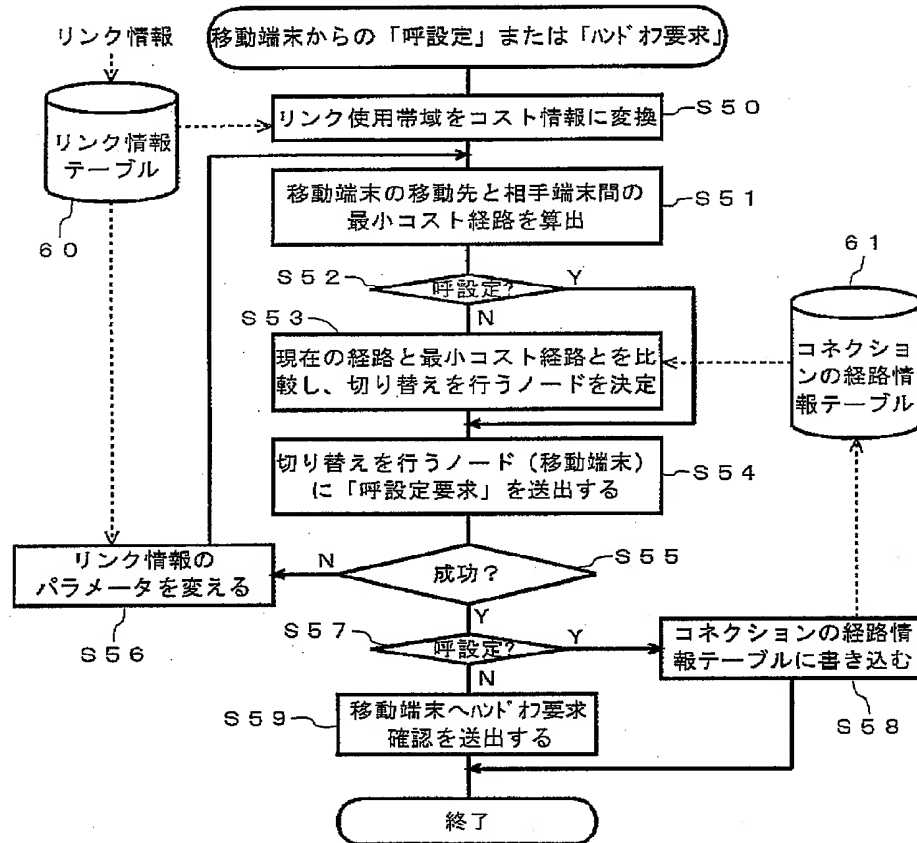 リンク情報
移動端末からの「呼設定」または「ハンドオフ要求」
リンク情報
テーブル
60
リンク使用帯域をコスト情報に変換
S50
移動端末の移動先と相手端末間の
最小コスト経路を算出
S51
S52
呼設定?
Y
N
S53
現在の経路と最小コスト経路とを比
較し、切り替えを行うノードを決定
61
コネクショ
ンの経路情
報テーブル
切り替えを行うノード(移動端末)
に「呼設定要求」を送出する
S54
成功?
S55
N
Y
リンク情報の
パラメータを変える
S56
S57
呼設定?
Y
N
コネクションの経路情
報テーブルに書き込む
S58
S59
移動端末へハンドオフ要求
確認を送出する
終了